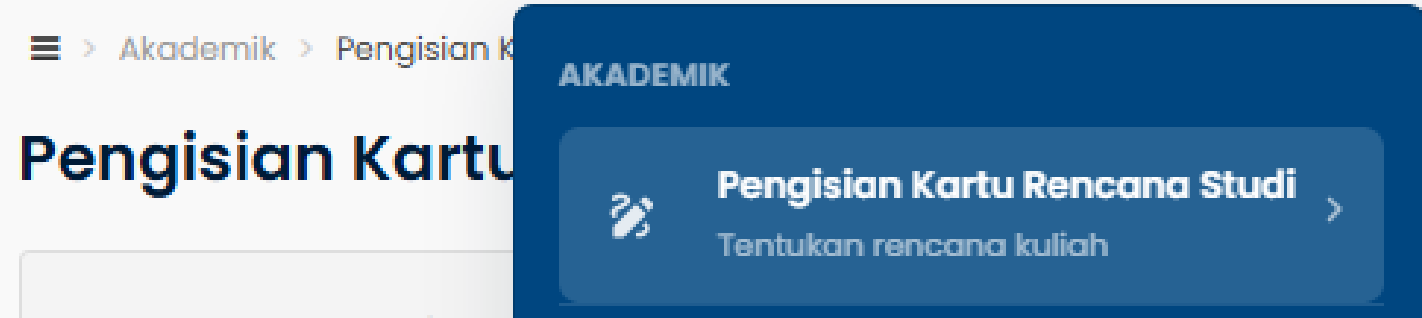 Akademik > Pengisian K
Pengisian Kartu
AKADEMIK
Pengisian Kartu Rencana Studi
Tentukan rencana kuliah